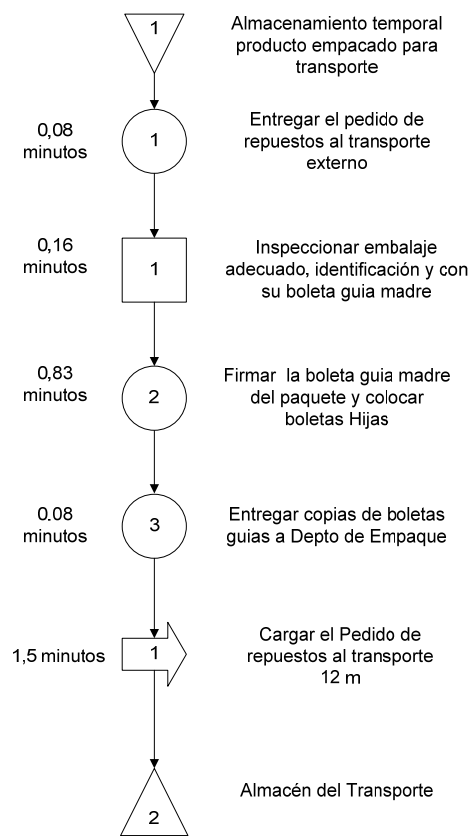 1
Almacenamiento temporal
producto empacado para
transporte
0,08
minutos
1
Entregar el pedido de
repuestos al transporte
externo
0,16
minutos
1
Inspeccionar embalaje
adecuado, identificación y con
su boleta guia madre
0,83
minutos
2
Firmar la boleta guia madre
del paquete y colocar
boletas Hijas
0.08
minutos
3
Entregar copias de boletas
guias a Depto de Empaque
1,5 minutos
1
Cargar el Pedido de
repuestos al transporte
12 m
2
Almacén del Transporte